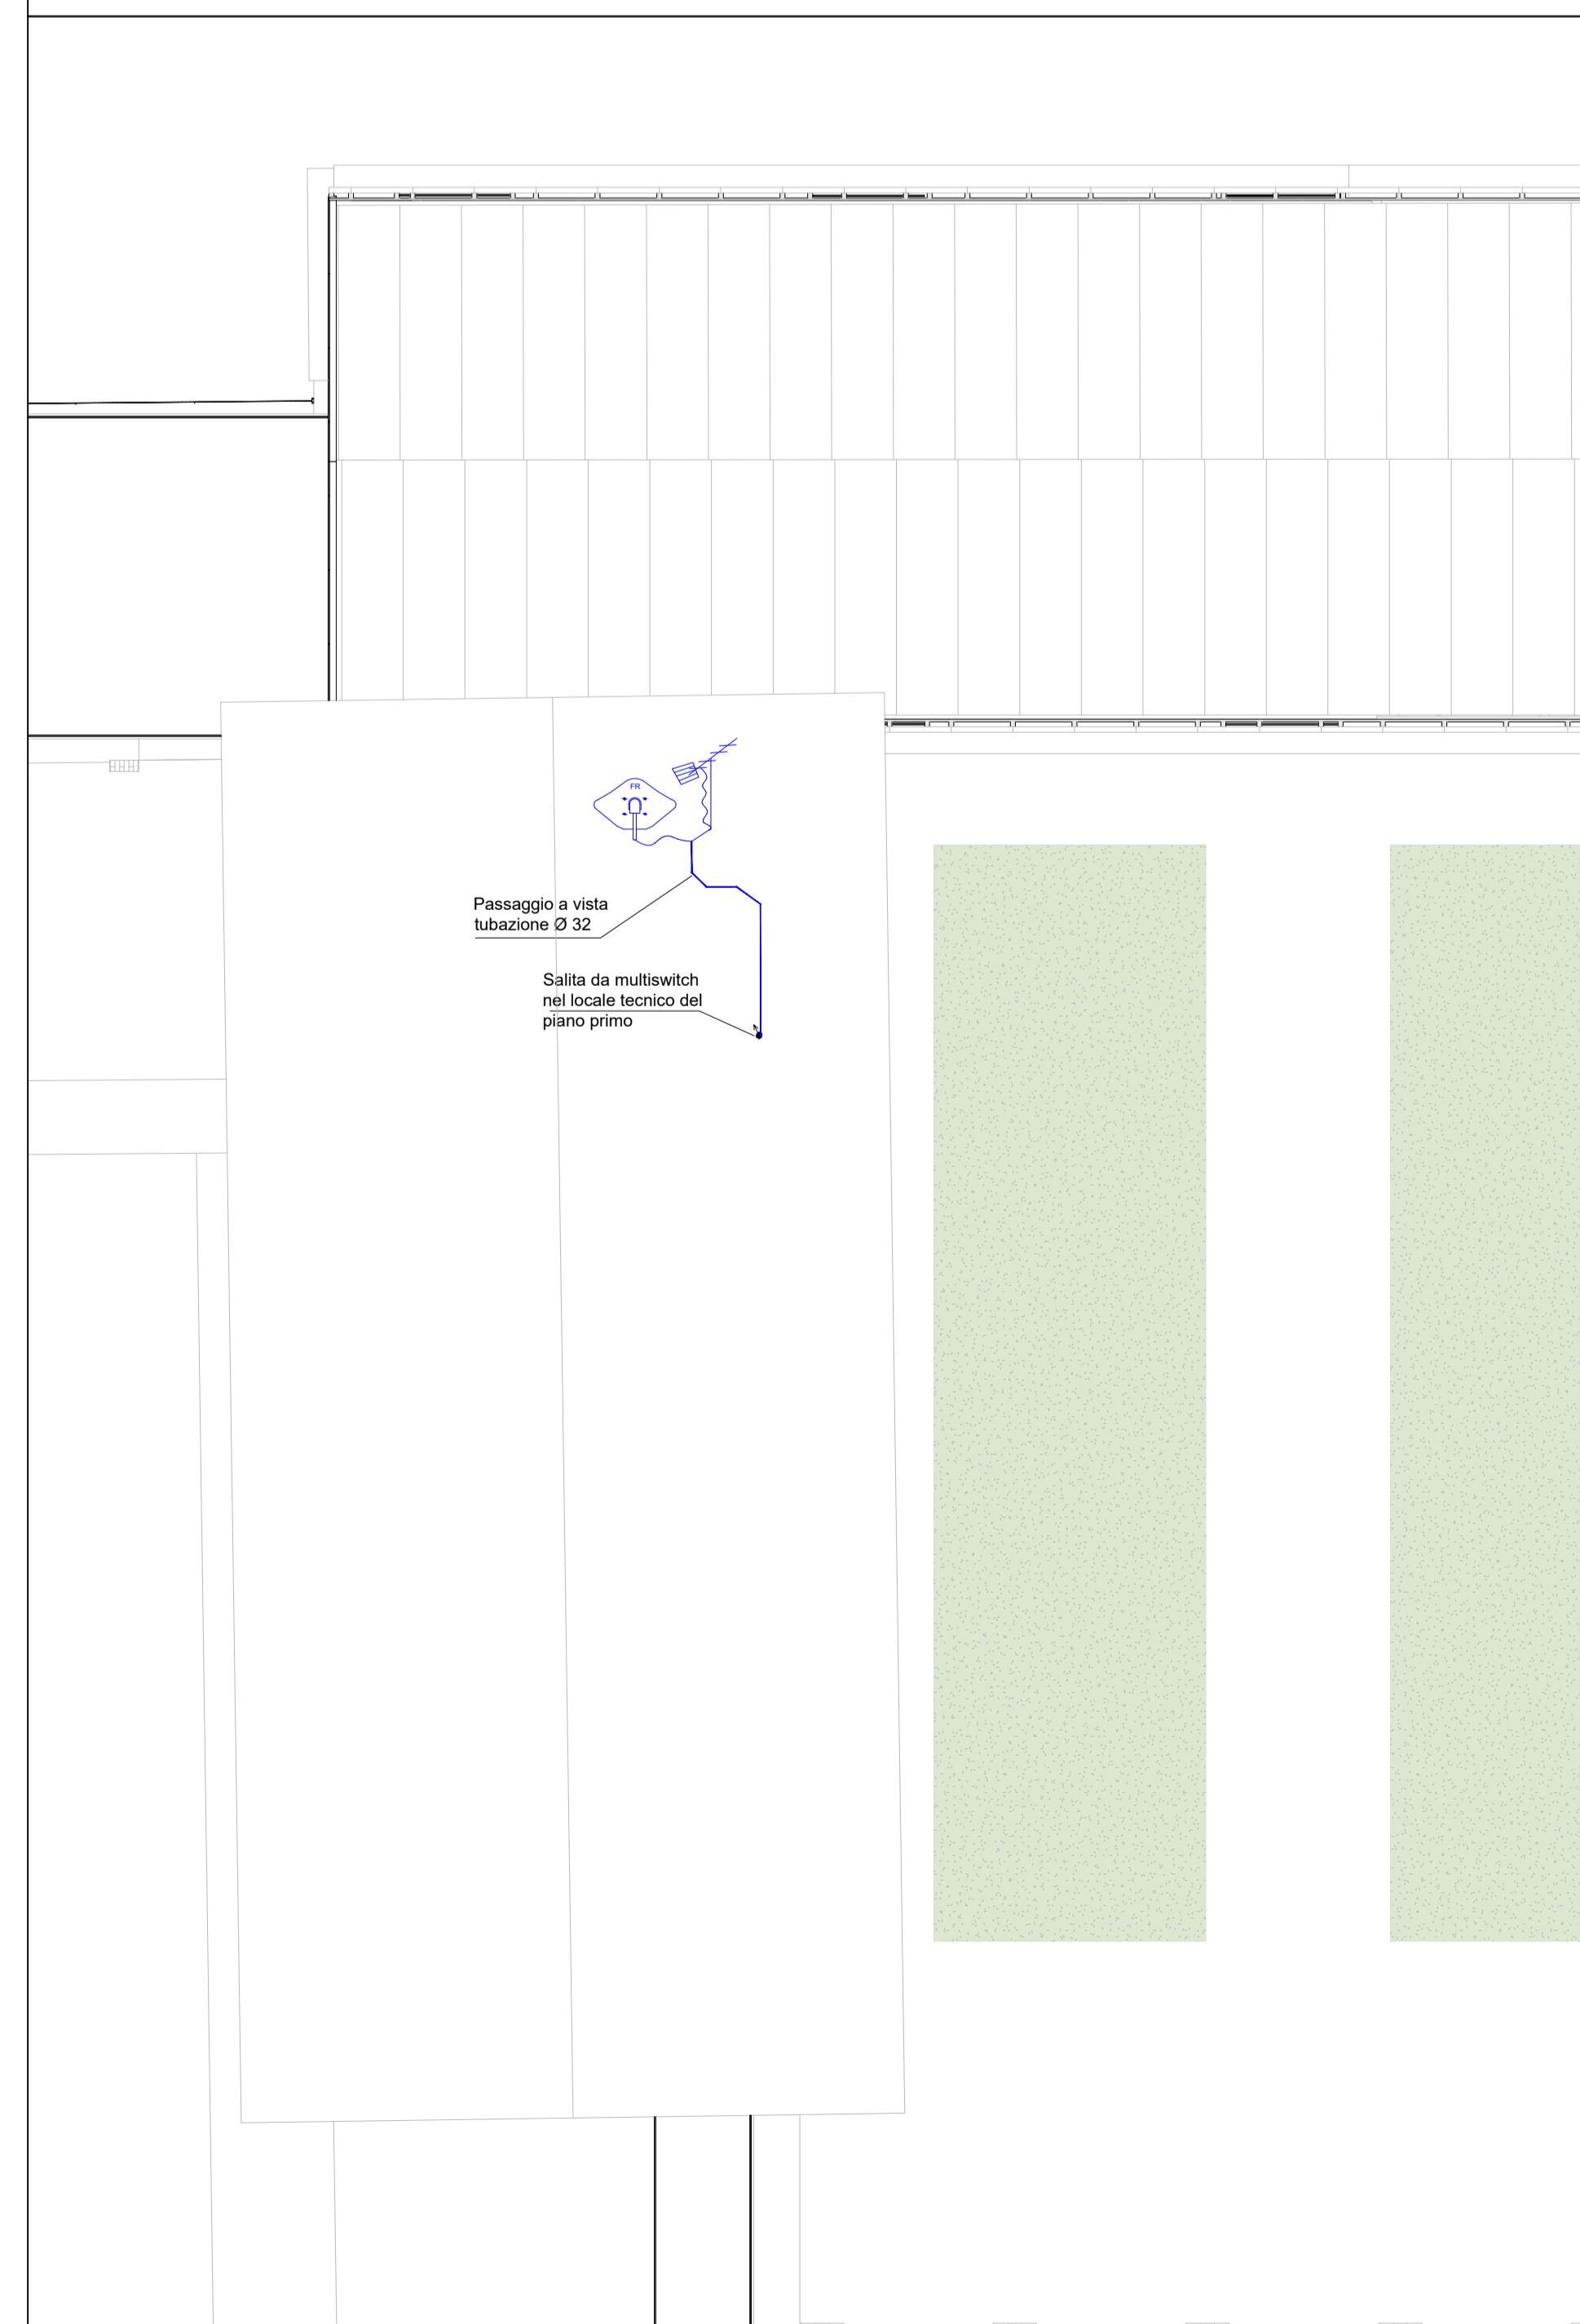 FR
Passaggio a vista
tubazione Ø 32
Salita da multiswitch
nel locale tecnico del
piano primo